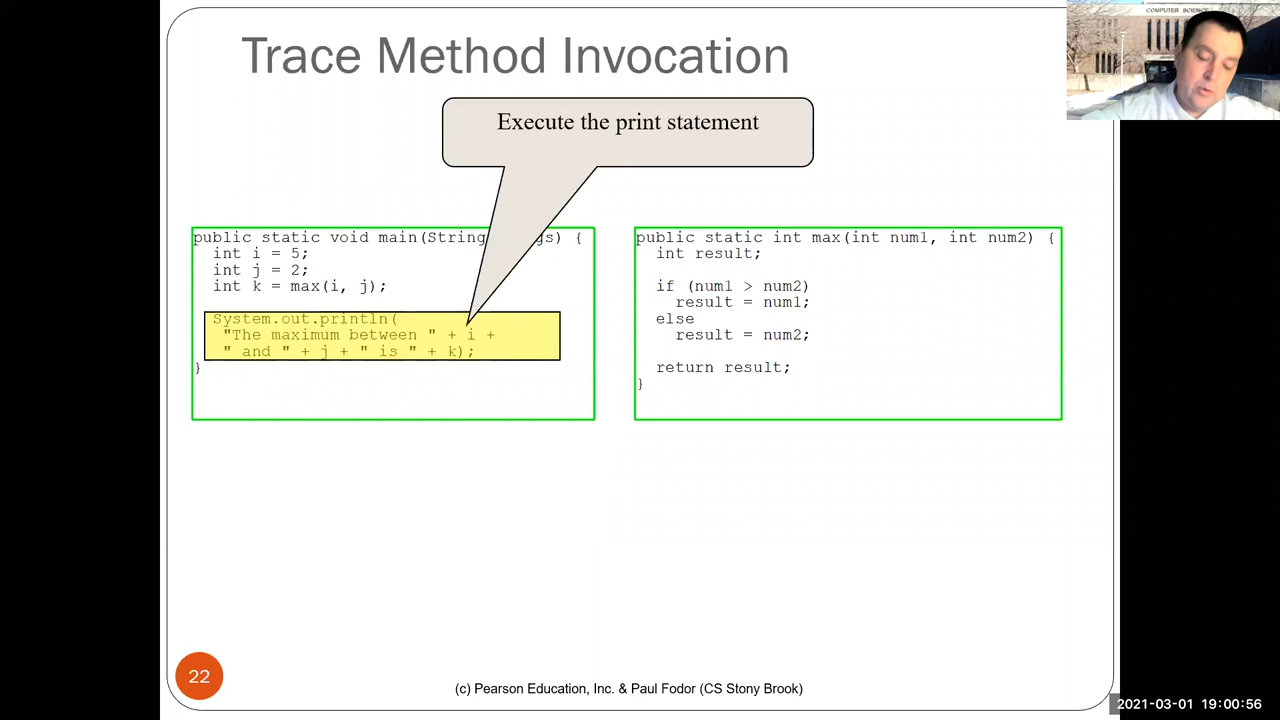 COMPUTER SCIENCE
Trace Method Invocation
Execute the print statement
public static void main(String gs) {
int i = 5;
int j = 2;
int k = max(i, j);
System.out.println(
"The maximum between " + i +
" and " + j + " is " + k);
}
public static int max(int num1, int num2) {
int result;
if (num1 > num2)
result = num1;
else
result = num2;
return result;
}
22
(c) Pearson Education, Inc. & Paul Fodor (CS Stony Brook)
2021-03-01 19:00:56